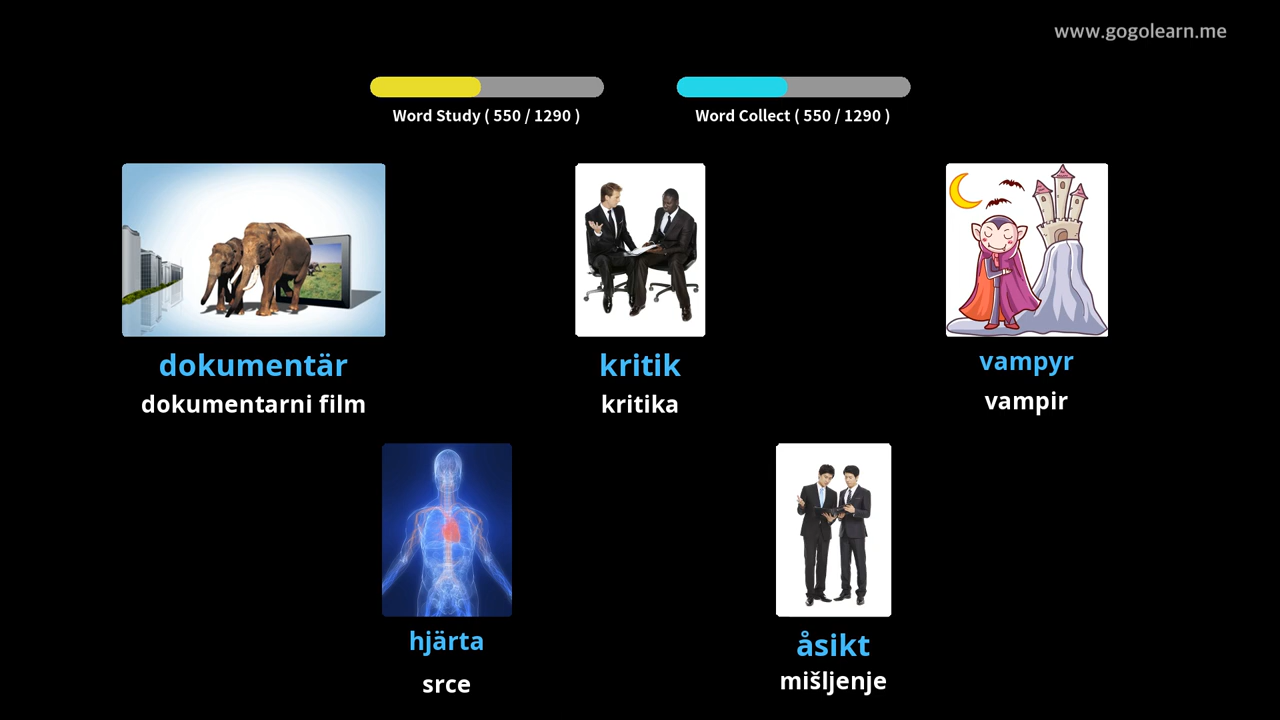 www.gogolearn.me
Word Study ( 550 / 1290 )
Word Collect ( 550 / 1290 )
dokumentär
dokumentarni film
kritik
kritika
vampyr
vampir
hjärta
srce
åsikt
mišljenje